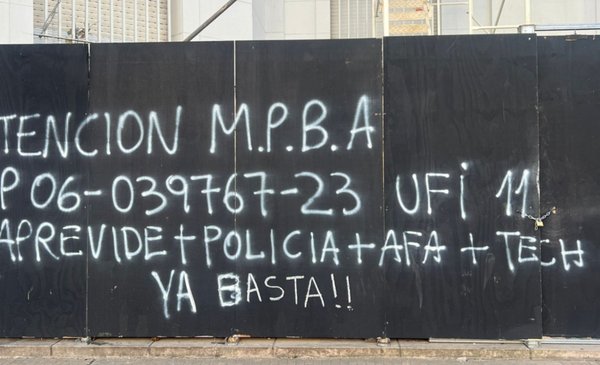 TENCION M.P.B.A
P 06-039767-23 UFi 11
APREVIDE+POLICIA+AFA+TECH
YA BASTA!!